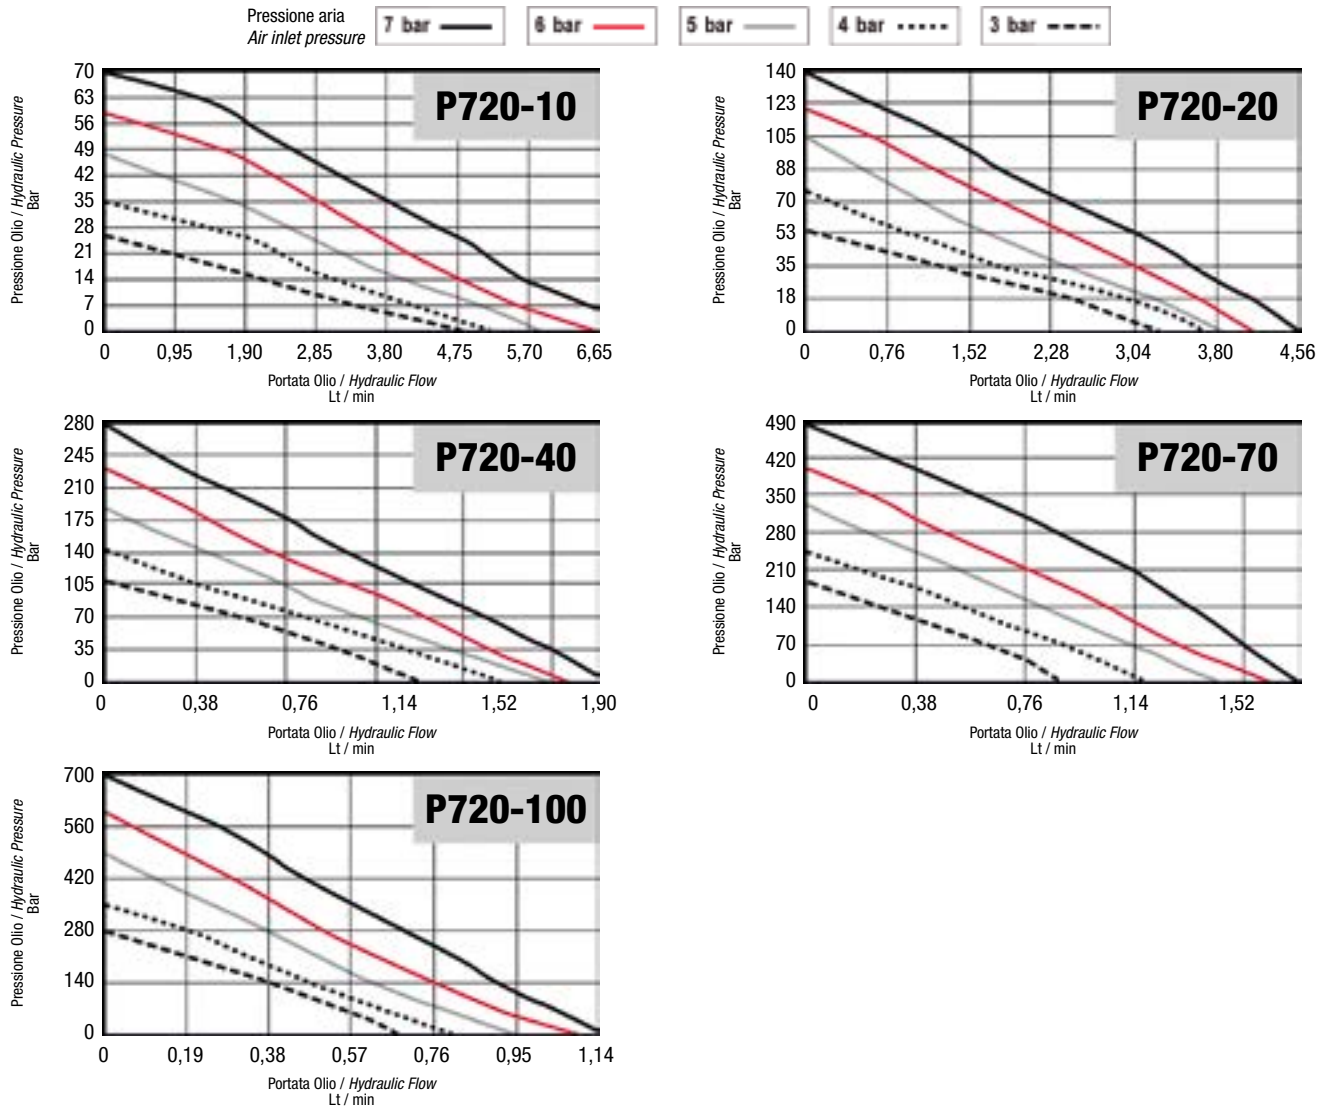 Pressione aria
Air inlet pressure
7 bar
6 bar
5 bar
4 bar
3 bar
P720-10
Pressione Olio / Hydraulic Pressure
Bar
70
63
56
49
42
35
28
21
14
7
0
0 0,95 1,90 2,85 3,80 4,75 5,70 6,65
Portata Olio / Hydraulic Flow
Lt / min
P720-20
Pressione Olio / Hydraulic Pressure
Bar
140
123
105
88
70
53
35
18
0
0 0,76 1,52 2,28 3,04 3,80 4,56
Portata Olio / Hydraulic Flow
Lt / min
P720-40
Pressione Olio / Hydraulic Pressure
Bar
280
245
210
175
140
105
70
35
0
0 0,38 0,76 1,14 1,52 1,90
Portata Olio / Hydraulic Flow
Lt / min
P720-70
Pressione Olio / Hydraulic Pressure
Bar
490
420
350
280
210
140
70
0
0 0,38 0,76 1,14 1,52
Portata Olio / Hydraulic Flow
Lt / min
P720-100
Pressione Olio / Hydraulic Pressure
Bar
700
560
420
280
140
0
0 0,19 0,38 0,57 0,76 0,95 1,14
Portata Olio / Hydraulic Flow
Lt / min